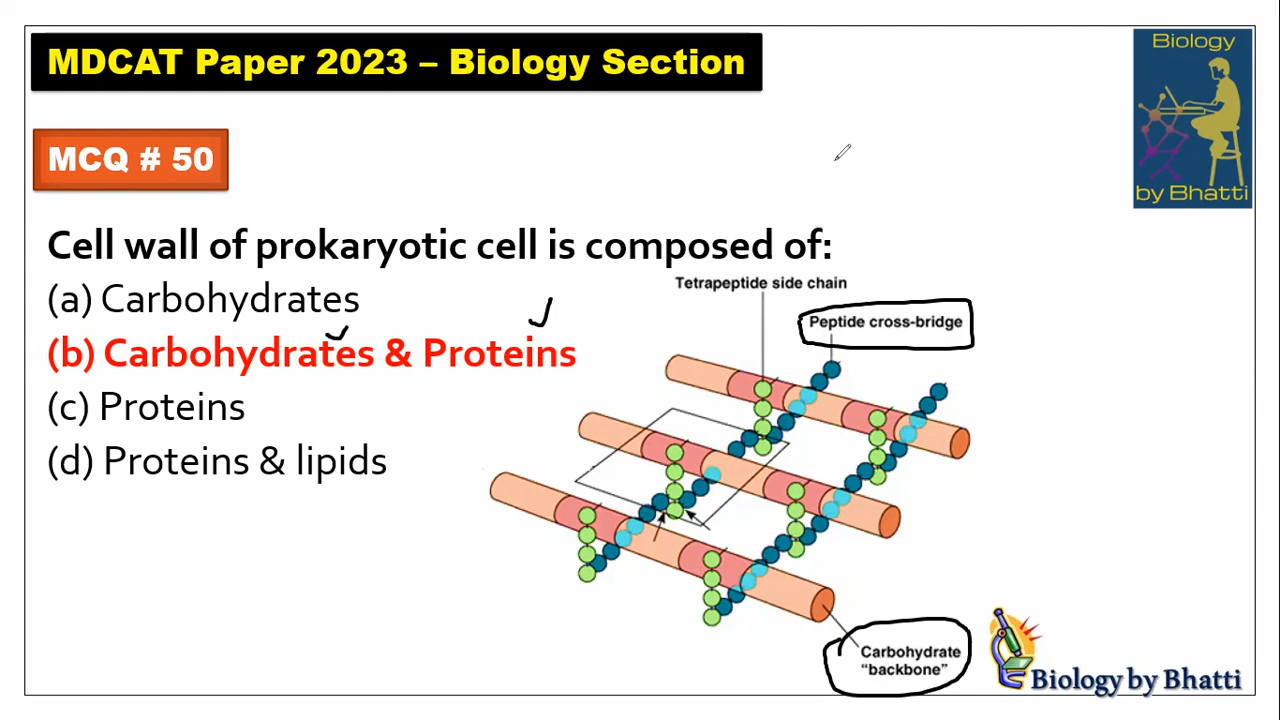 MDCAT Paper 2023 – Biology Section
Biology
by Bhatti
MCQ # 50
Cell wall of prokaryotic cell is composed of:
(a) Carbohydrates
(b) Carbohydrates & Proteins
(c) Proteins
(d) Proteins & lipids
Tetrapeptide side chain
Peptide cross-bridge
Carbohydrate
“backbone”
Biology by Bhatti